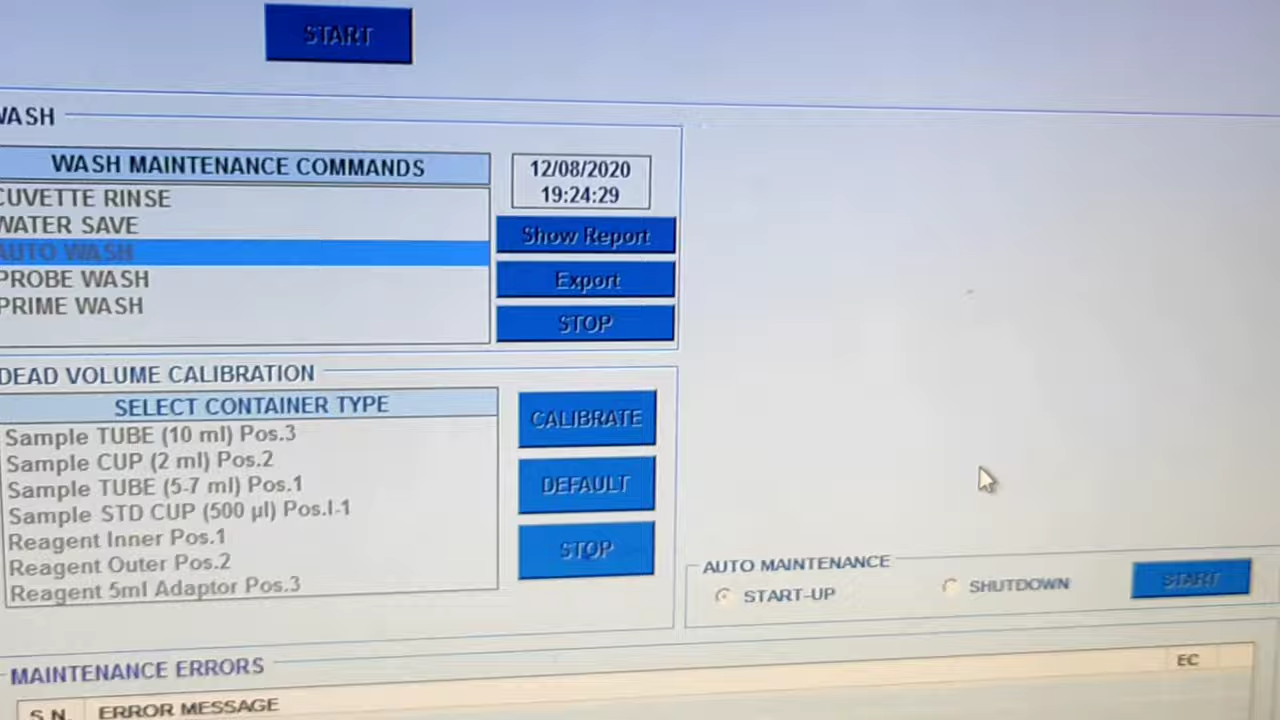 START
WASH
WASH MAINTENANCE COMMANDS
12/08/2020
19:24:29
CUVETTE RINSE
WATER SAVE
AUTO WASH
PROBE WASH
PRIME WASH
Show Report
Export
STOP
DEAD VOLUME CALIBRATION
SELECT CONTAINER TYPE
Sample TUBE (10 ml) Pos.3
Sample CUP (2 ml) Pos.2
Sample TUBE (5-7 ml) Pos.1
Sample STD CUP (500 µl) Pos.I-1
Reagent Inner Pos.1
Reagent Outer Pos.2
Reagent 5ml Adaptor Pos.3
CALIBRATE
DEFAULT
STOP
AUTO MAINTENANCE
START-UP SHUTDOWN START
MAINTENANCE ERRORS
S.N. ERROR MESSAGE EC